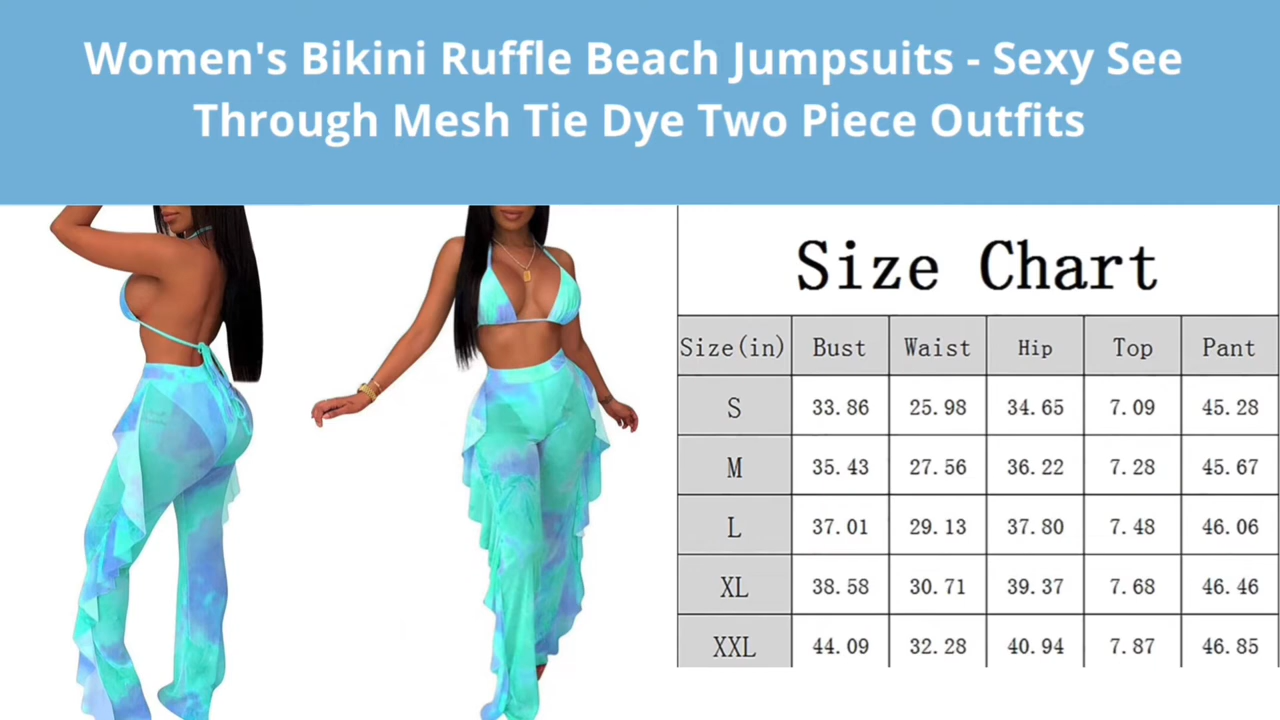 Women's Bikini Ruffle Beach Jumpsuits - Sexy See
Through Mesh Tie Dye Two Piece Outfits
Size Chart
Size(in) Bust Waist Hip Top Pant
S 33.86 25.98 34.65 7.09 45.28
M 35.43 27.56 36.22 7.28 45.67
L 37.01 29.13 37.80 7.48 46.06
XL 38.58 30.71 39.37 7.68 46.46
XXL 44.09 32.28 40.94 7.87 46.85